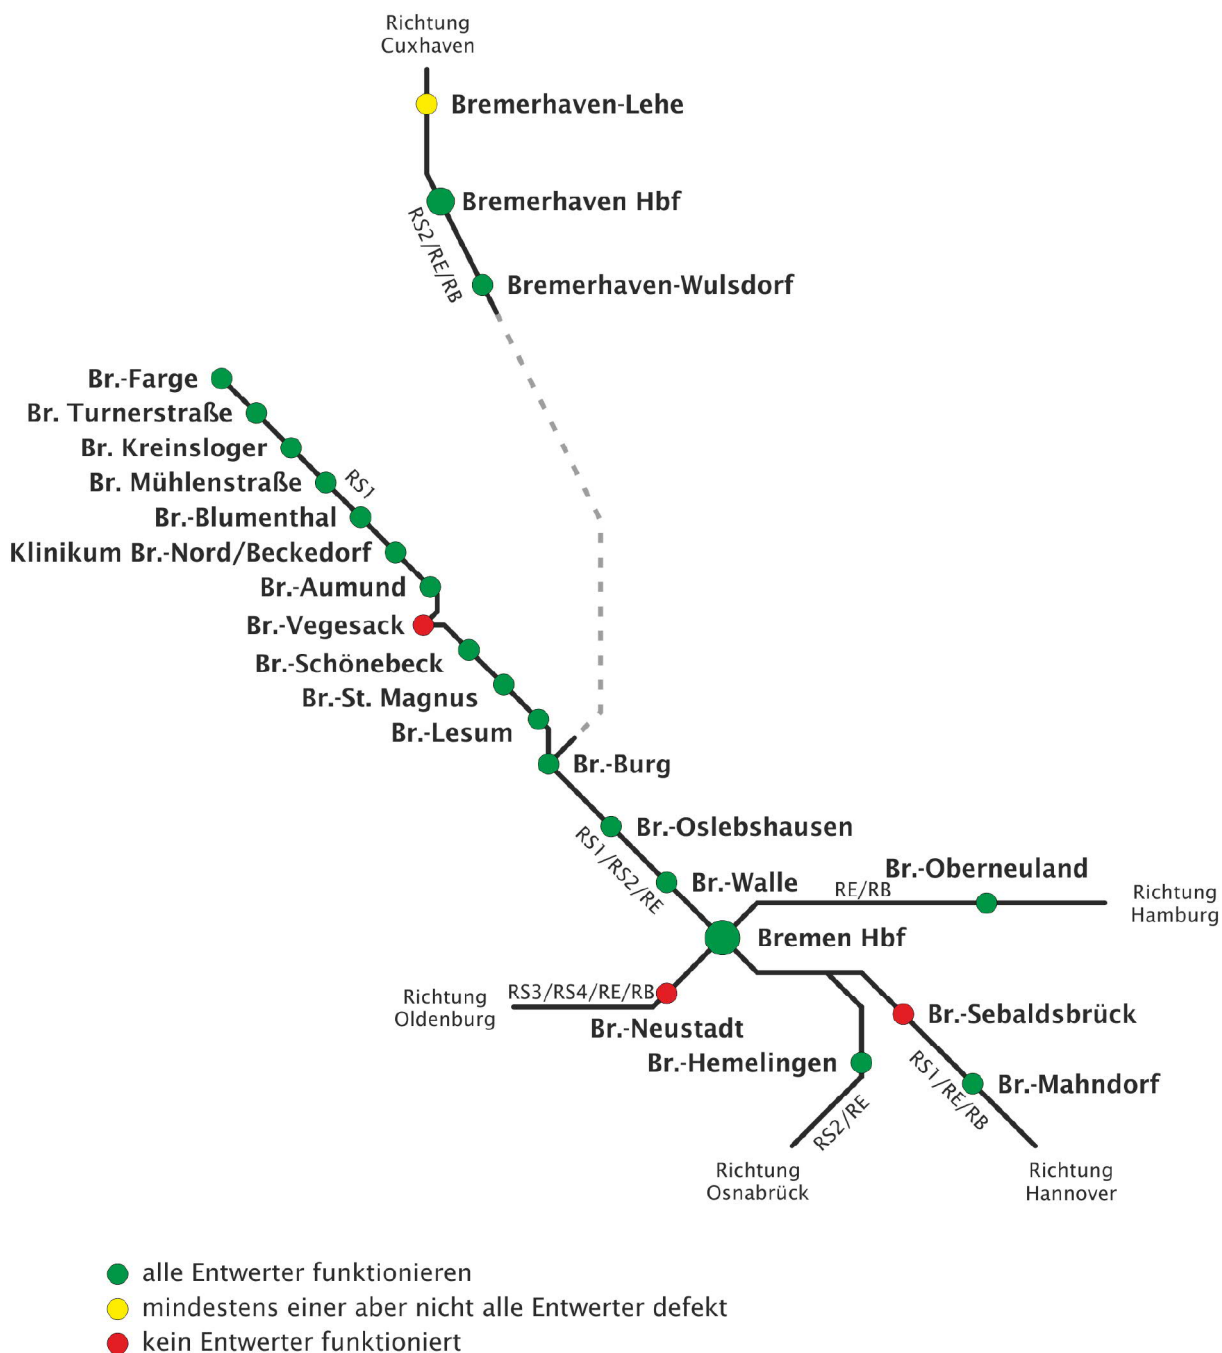 Richtung
Cuxhaven
Bremerhaven-Lehe
Bremerhaven Hbf
RS2/RE/RB
Bremerhaven-Wulsdorf
Br.-Farge
Br. Turnerstraße
Br. Kreinsloger
Br. Mühlenstraße
RS1
Br.-Blumenthal
Klinikum Br.-Nord/Beckedorf
Br.-Aumund
Br.-Vegesack
Br.-Schönebeck
Br.-St. Magnus
Br.-Lesum
Br.-Burg
Br.-Oslebshausen
RS1/RS2/RE
Br.-Walle
Br.-Oberneuland
RE/RB
Richtung
Hamburg
Bremen Hbf
RS3/RS4/RE/RB
Richtung
Oldenburg
Br.-Neustadt
Br.-Sebaldsbrück
Br.-Hemelingen
RS1/RE/RB
Br.-Mahndorf
RS2/RE
Richtung
Osnabrück
Richtung
Hannover
alle Entwerter funktionieren
mindestens einer aber nicht alle Entwerter defekt
kein Entwerter funktioniert